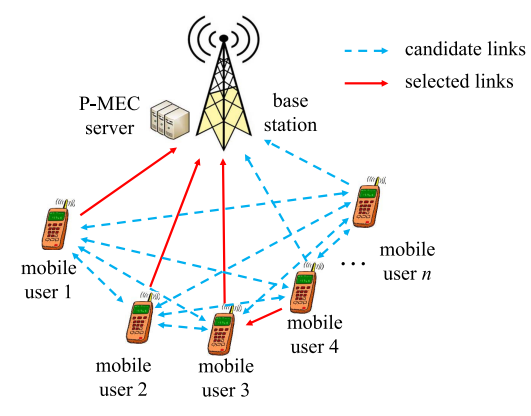 candidate links
selected links
P-MEC
server
base
station
mobile
user 1
mobile
user 2
mobile
user 3
mobile
user 4
...
mobile
user n